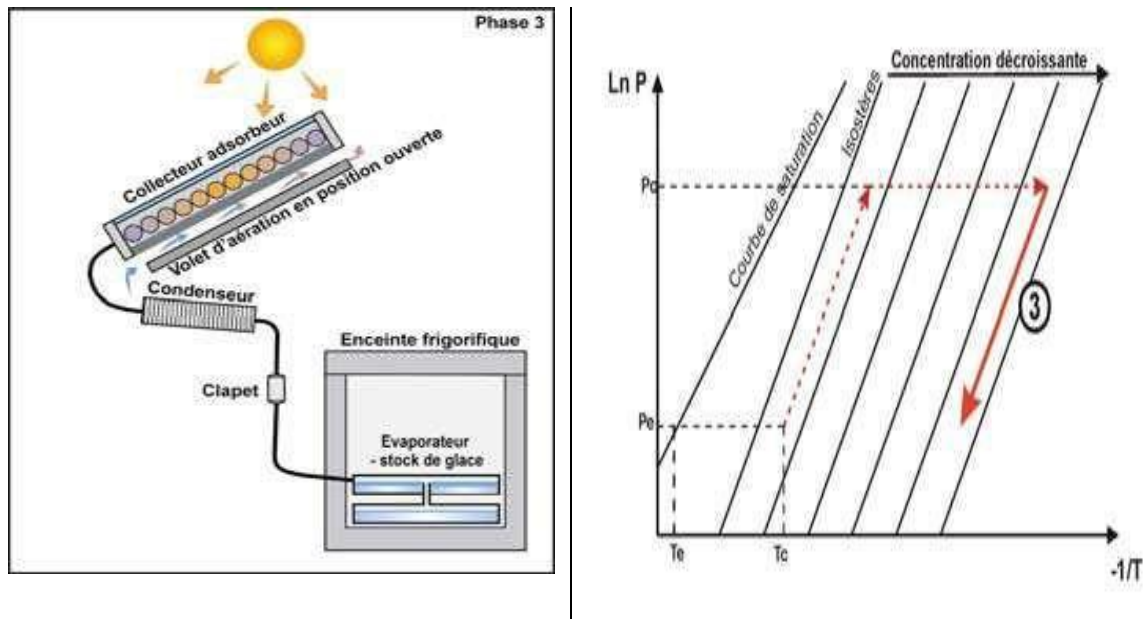 Phase 3
Collecteur adsorbeur
Volet d'aération en position ouverte
Condenseur
Enceinte frigorifique
Clapet
Evaporateur
- stock de glace
Concentration décroissante
Ln P
Courbe de saturation
Isostères
Pc
3
Pe
Te
Tc
-1/T